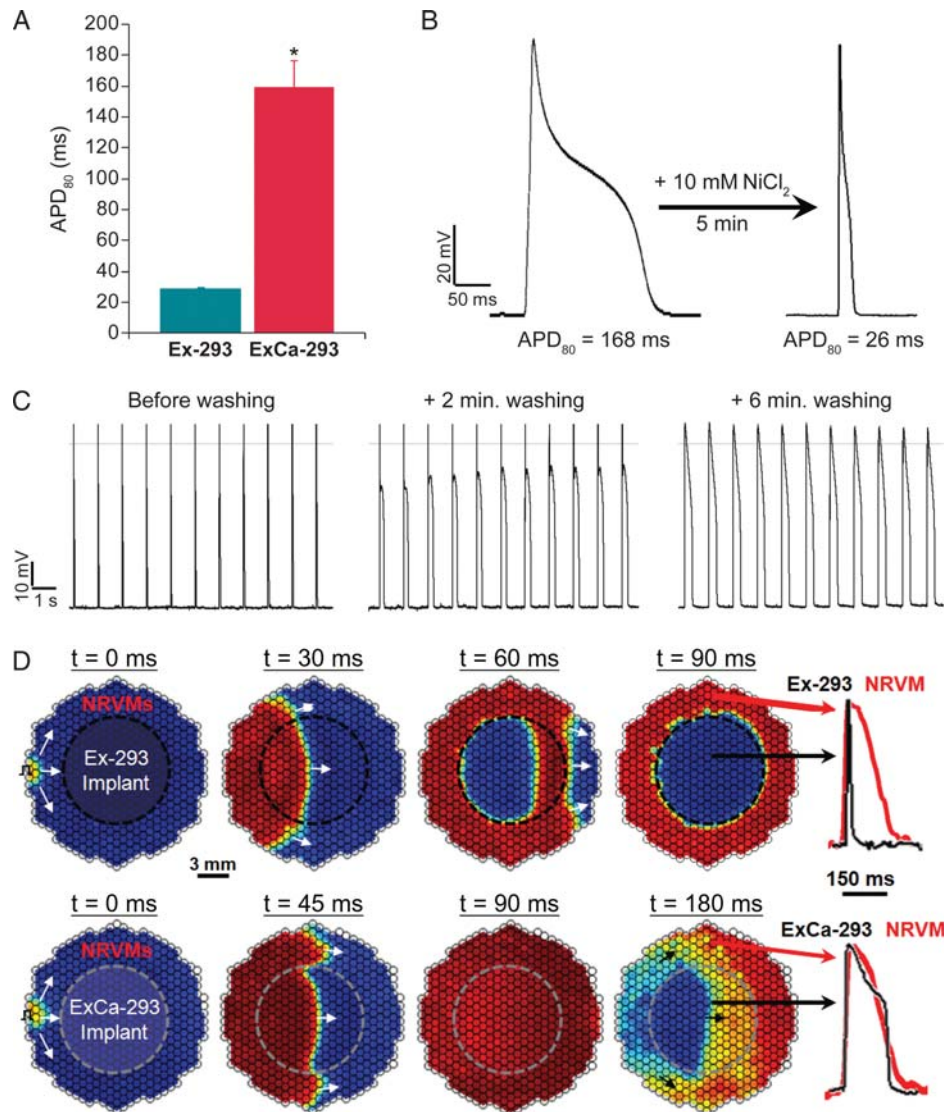 A
200
180
160
140
120
100
80
60
40
20
0
APD80 (ms)
*
Ex-293 ExCa-293
B
+ 10 mM NiCl2
5 min
20 mV
50 ms
APD80 = 168 ms
APD80 = 26 ms
C
Before washing
+ 2 min. washing
+ 6 min. washing
10 mV
1 s
D
t = 0 ms t = 30 ms t = 60 ms t = 90 ms
NRVMs
Ex-293
Implant
Ex-293 NRVM
3 mm
150 ms
t = 0 ms t = 45 ms t = 90 ms t = 180 ms
NRVMs
ExCa-293
Implant
ExCa-293 NRVM